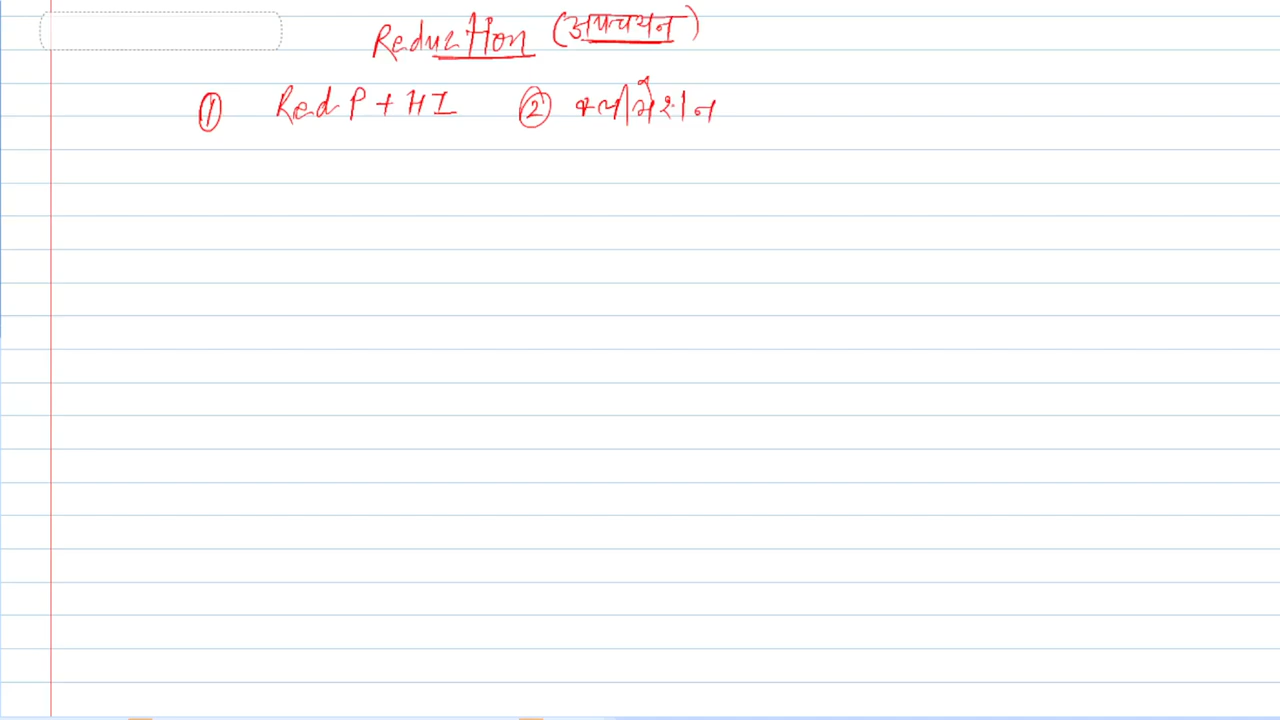 Reduction (अपचयन)
① Red P + HI ② क्लीमेंशन